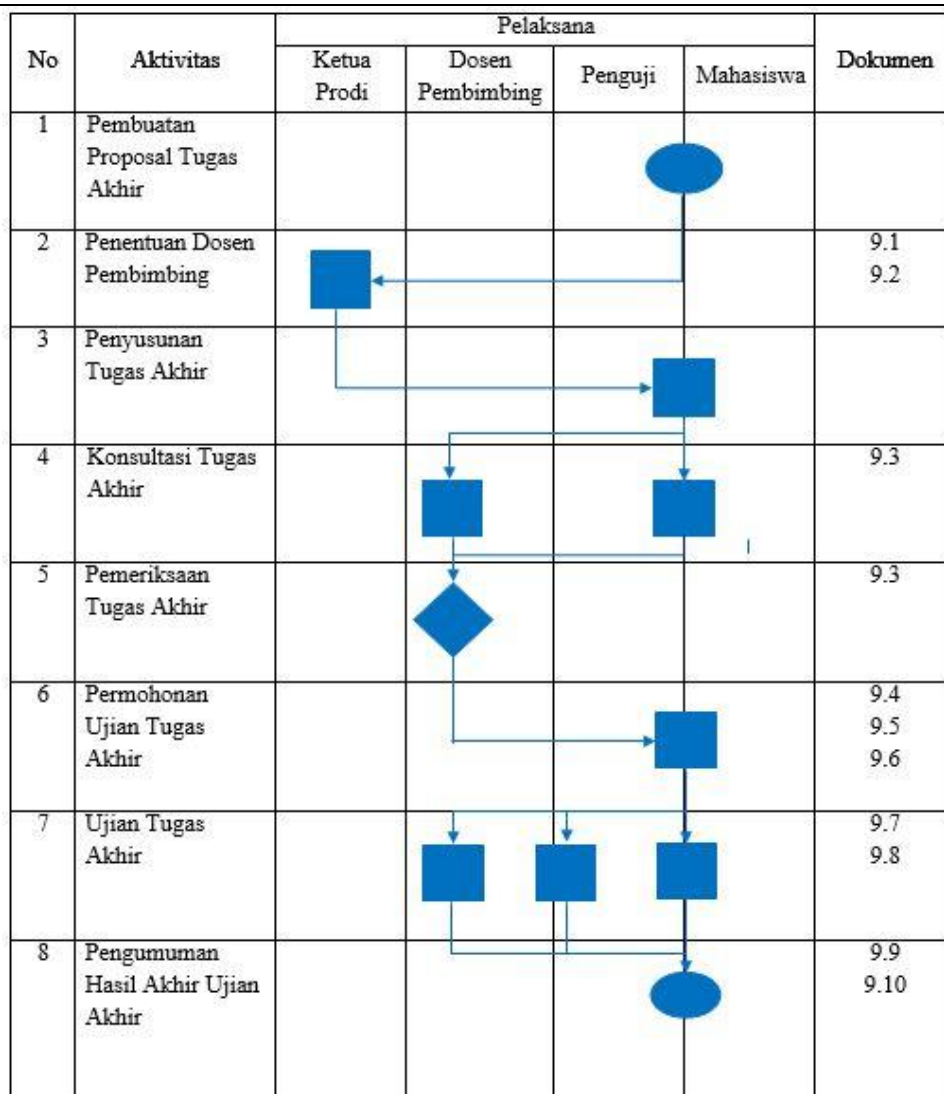 Pelaksana
No Aktivitas Ketua Dosen Penguji Mahasiswa Dokumen
Prodi Pembimbing
1 Pembuatan
Proposal Tugas
Akhir
2 Penentuan Dosen 9.1
Pembimbing 9.2
3 Penyusunan
Tugas Akhir
4 Konsultasi Tugas 9.3
Akhir
5 Pemeriksaan 9.3
Tugas Akhir
6 Permohonan 9.4
Ujian Tugas 9.5
Akhir 9.6
7 Ujian Tugas 9.7
Akhir 9.8
8 Pengumuman 9.9
Hasil Akhir Ujian 9.10
Akhir